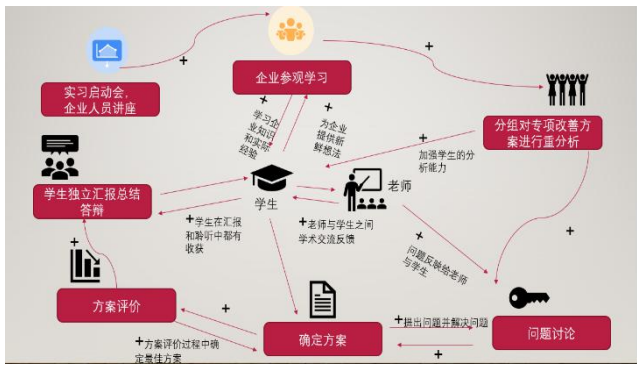 企业参观学习
实习启动会，
企业人员讲座
分组对专项改善方
案进行重分析
学习企
业知识
和实际
经验
为企业
提供新
鲜想法
加强学生的分
析能力
学生独立汇报总结
答辩
学生
老师
+学生在汇报
和聆听中都有
收获
+老师与学生之间
学术交流反馈
问题反映给老师
与学生
方案评价
确定方案
问题讨论
+提出问题并解决问题
+方案评价过程中确
定最佳方案
+
+
+
+
+
+
+
+
+
+